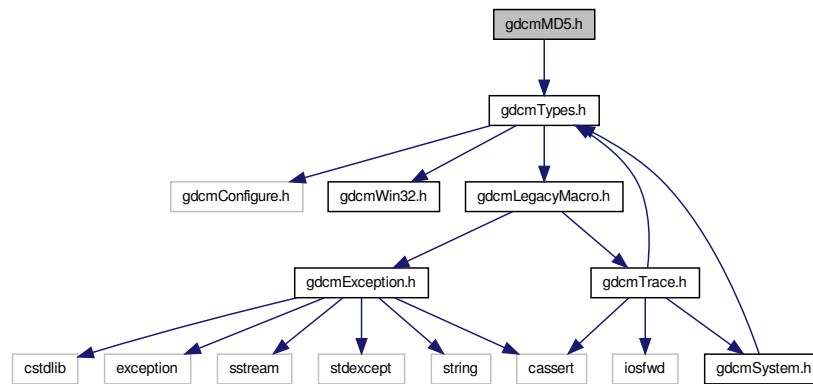 gdcmMD5.h
gdcmTypes.h
gdcmConfigure.h
gdcmWin32.h
gdcmLegacyMacro.h
gdcmException.h
gdcmTrace.h
cstdlib
exception
sstream
stdexcept
string
cassert
iosfwd
gdcmSystem.h